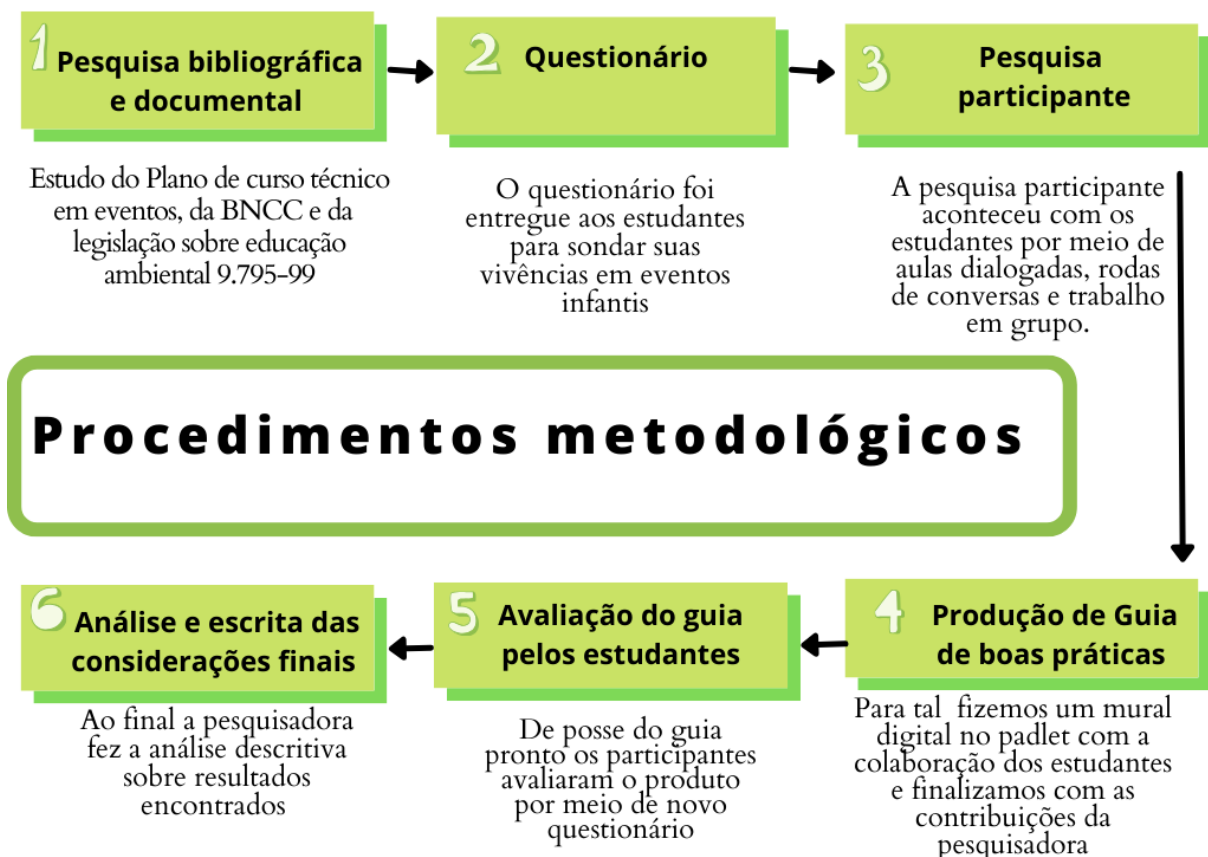 1
Pesquisa bibliográfica
e documental
Estudo do Plano de curso técnico
em eventos, da BNCC e da
legislação sobre educação
ambiental 9.795-99
2
Questionário
O questionário foi
entregue aos estudantes
para sondar suas
vivências em eventos
infantis
3
Pesquisa
participante
A pesquisa participante
aconteceu com os
estudantes por meio de
aulas dialogadas, rodas
de conversas e trabalho
em grupo.
Procedimentos metodológicos
4
Produção de Guia
de boas práticas
Para tal fizemos um mural
digital no padlet com a
colaboração dos estudantes
e finalizamos com as
contribuições da
pesquisadora
5
Avaliação do guia
pelos estudantes
De posse do guia
pronto os participantes
avaliaram o produto
por meio de novo
questionário
6
Análise e escrita das
considerações finais
Ao final a pesquisadora
fez a análise descritiva
sobre resultados
encontrados